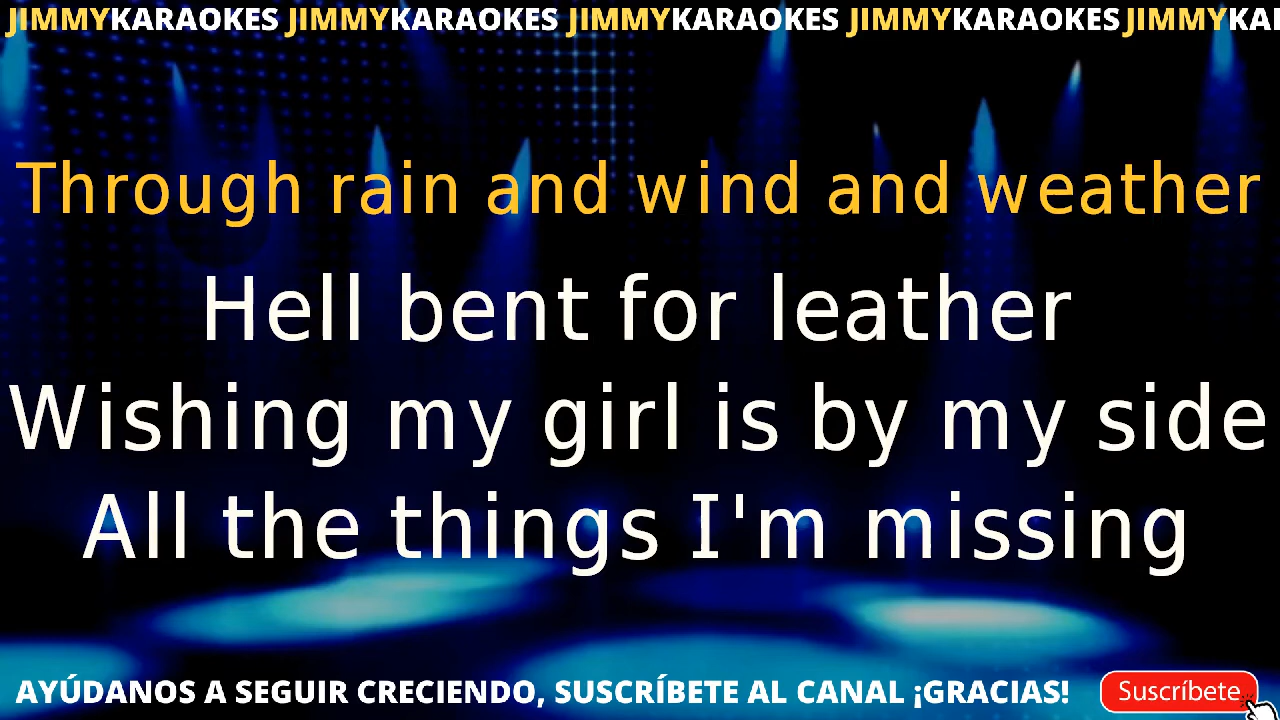 JIMMYKARAOKES JIMMYKARAOKES JIMMYKARAOKES JIMMYKARAOKES JIMMYKAI
Through rain and wind and weather
Hell bent for leather
Wishing my girl is by my side
All the things I'm missing
AYÚDANOS A SEGUIR CRECIENDO, SUSCRÍBETE AL CANAL ¡GRACIAS!
Suscríbete